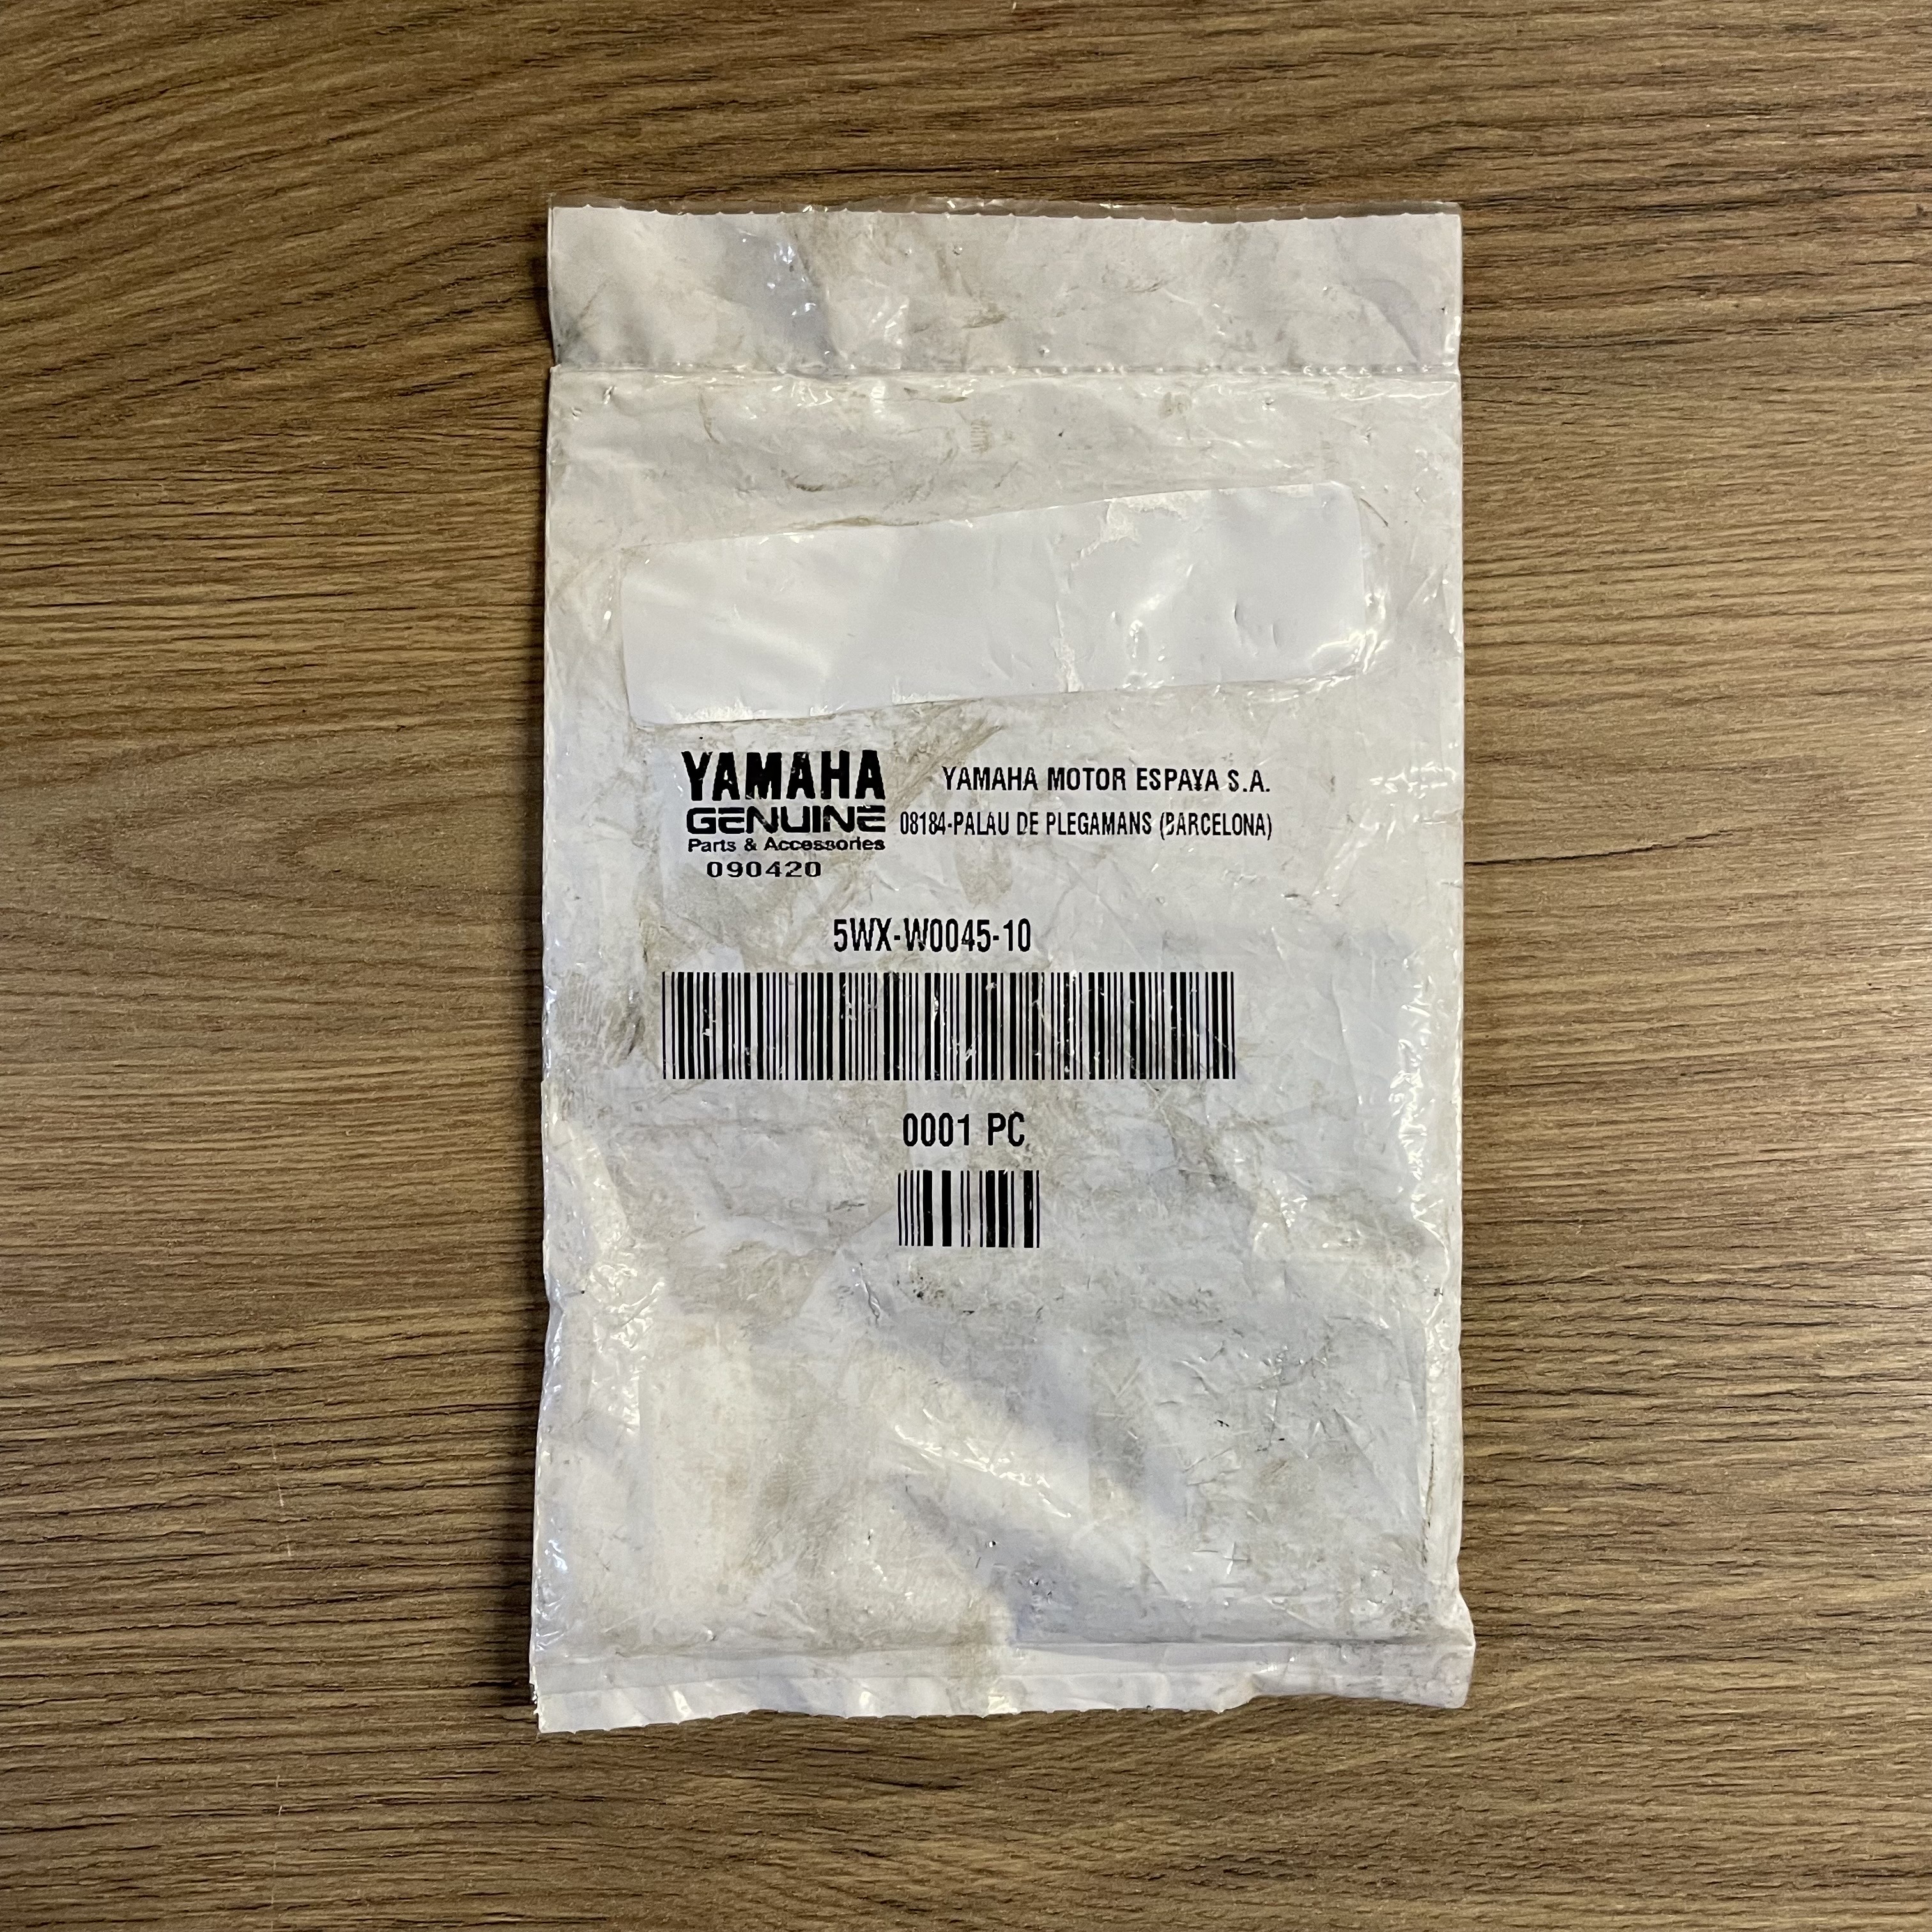 YAMAHA
GENUINE
Parts & Accessories
090420
YAMAHA MOTOR ESPAYA S.A.
08184-PALAU DE PLEGAMANS (BARCELONA)
5WX-W0045-10
0001 PC